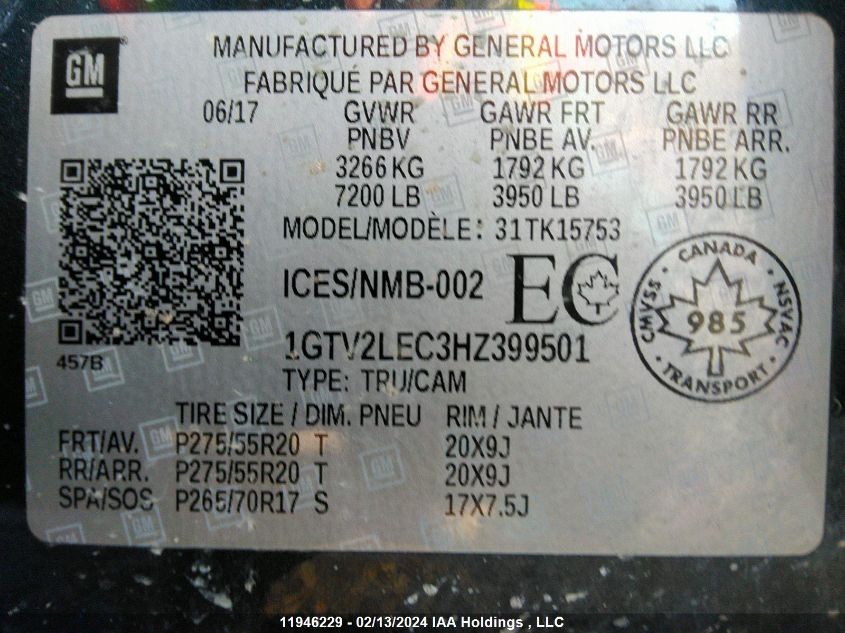 GM
MANUFACTURED BY GENERAL MOTORS LLC
FABRIQUÉ PAR GENERAL MOTORS LLC
06/17 GVWR GAWR FRT GAWR RR
PNBV PNBE AV. PNBE ARR.
3266 KG 1792 KG 1792 KG
7200 LB 3950 LB 3950 LB
MODEL/MODÈLE: 31TK15753
ICES/NMB-002 EC
CANADA
CMVSS 985 NSVAC
TRANSPORT
457B
1GTV2LEC3HZ399501
TYPE: TRU/CAM
TIRE SIZE / DIM. PNEU RIM / JANTE
FRT/AV. P275/55R20 T 20X9J
RR/ARR. P275/55R20 T 20X9J
SPA/SOS P265/70R17 S 17X7.5J
11946229 - 02/13/2024 IAA Holdings , LLC